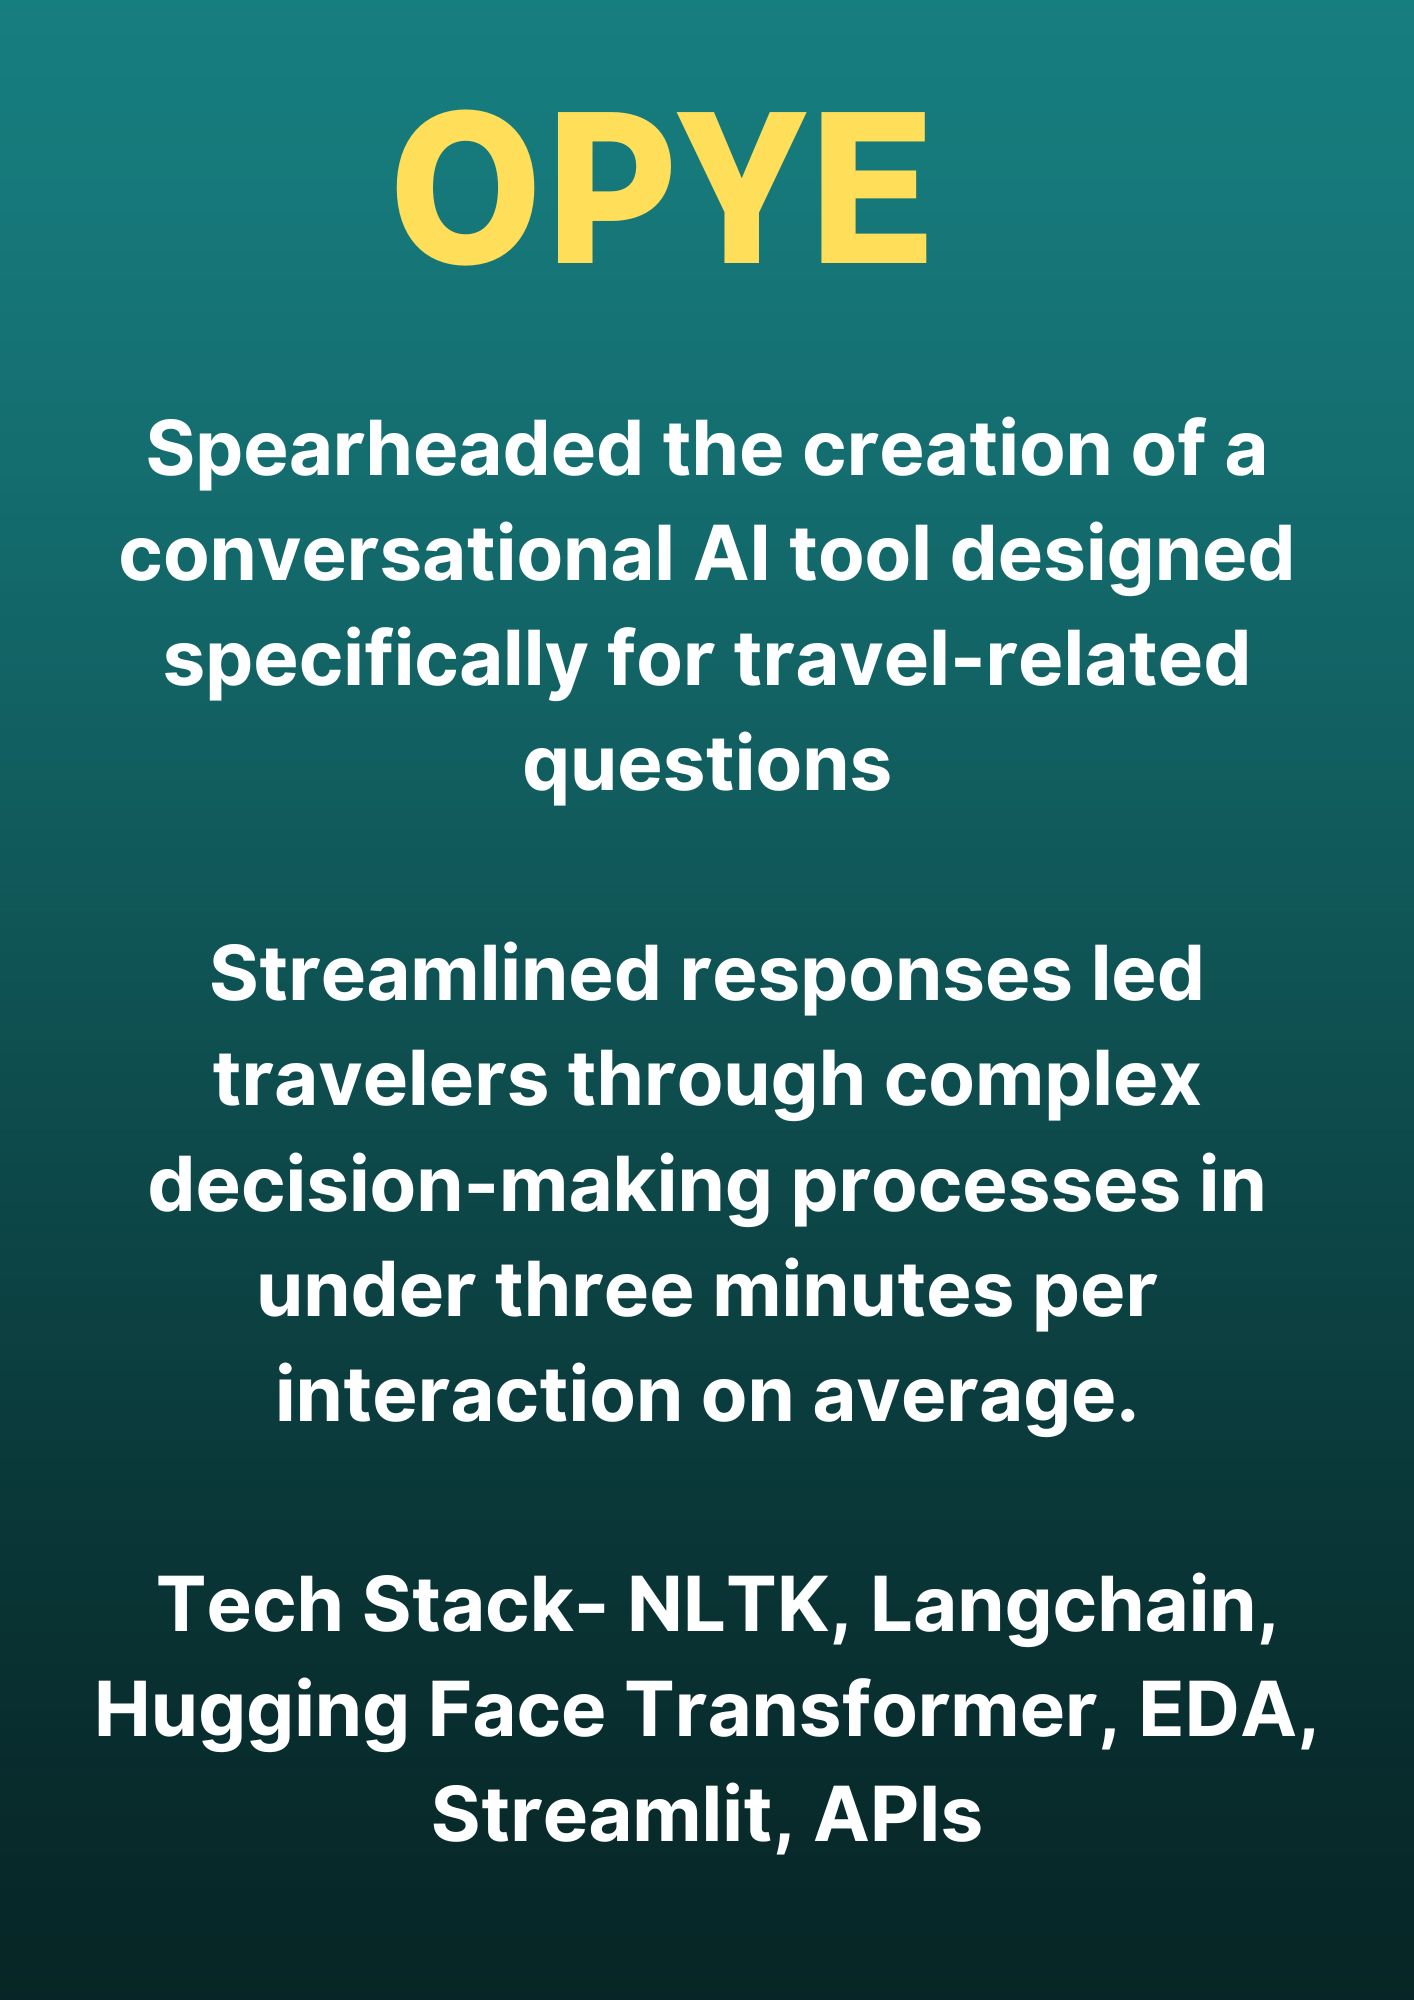 OPYE
Spearheaded the creation of a
conversational AI tool designed
specifically for travel-related
questions
Streamlined responses led
travelers through complex
decision-making processes in
under three minutes per
interaction on average.
Tech Stack- NLTK, Langchain,
Hugging Face Transformer, EDA,
Streamlit, APIs